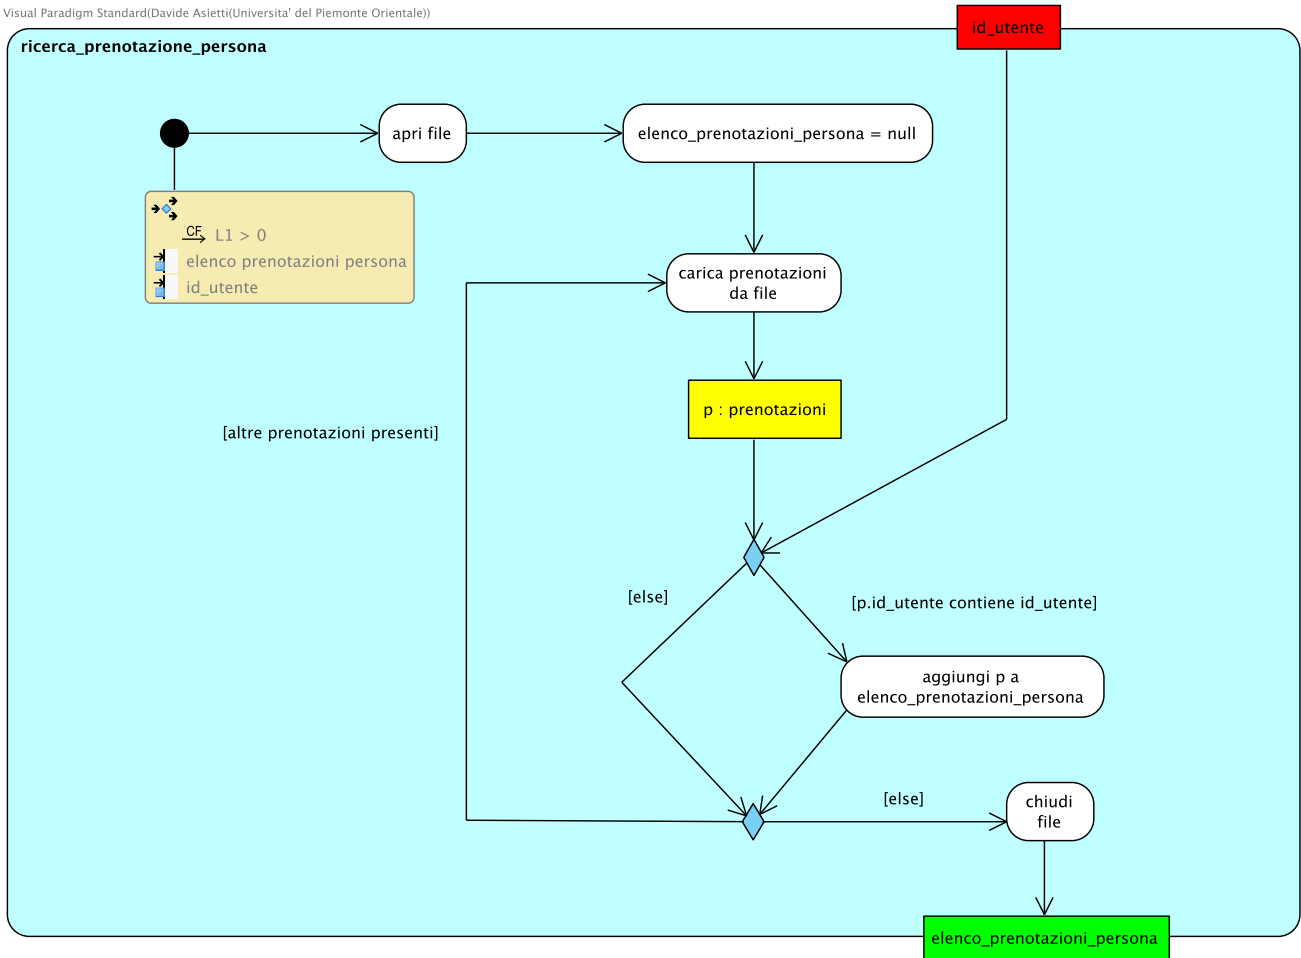 Visual Paradigm Standard(Davide Asietti(Universita' del Piemonte Orientale))
id_utente
ricerca_prenotazione_persona
apri file
elenco_prenotazioni_persona = null
CF
L1 > 0
elenco prenotazioni persona
id_utente
carica prenotazioni
da file
p : prenotazioni
[altre prenotazioni presenti]
[else]
[p.id_utente contiene id_utente]
aggiungi p a
elenco_prenotazioni_persona
[else]
chiudi
file
elenco_prenotazioni_persona